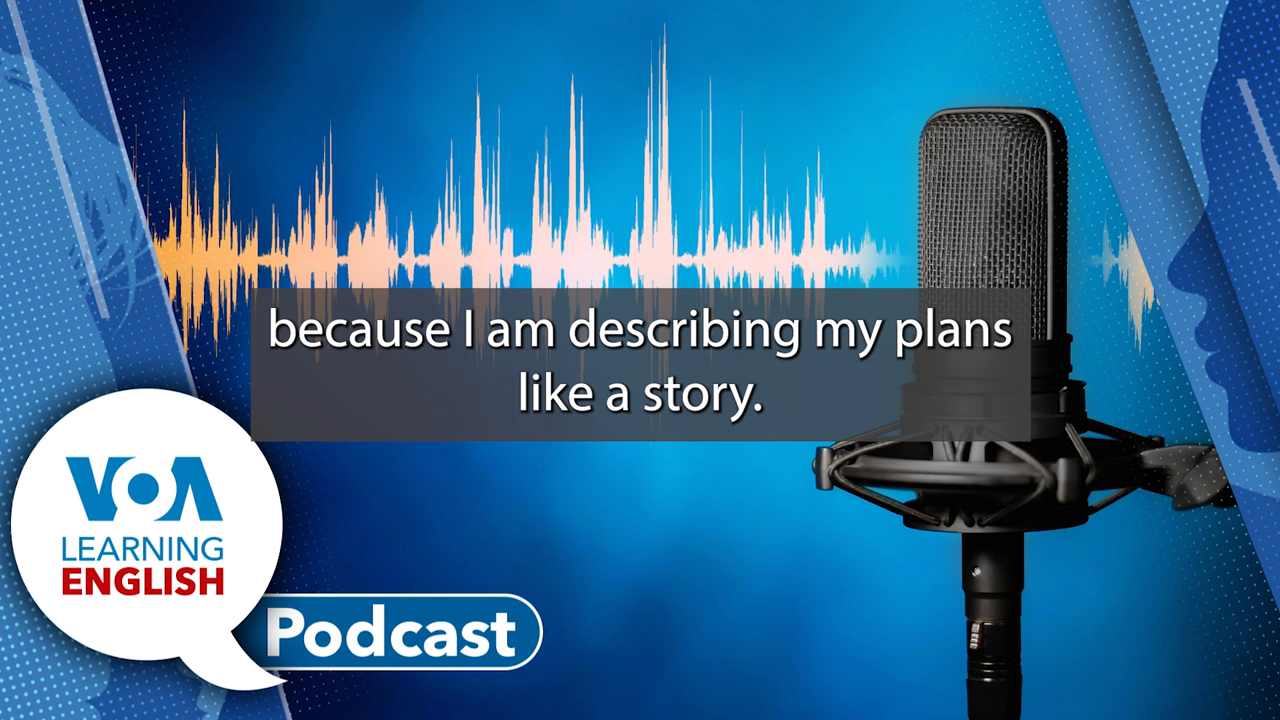 because I am describing my plans
like a story.
VOA
LEARNING
ENGLISH
Podcast